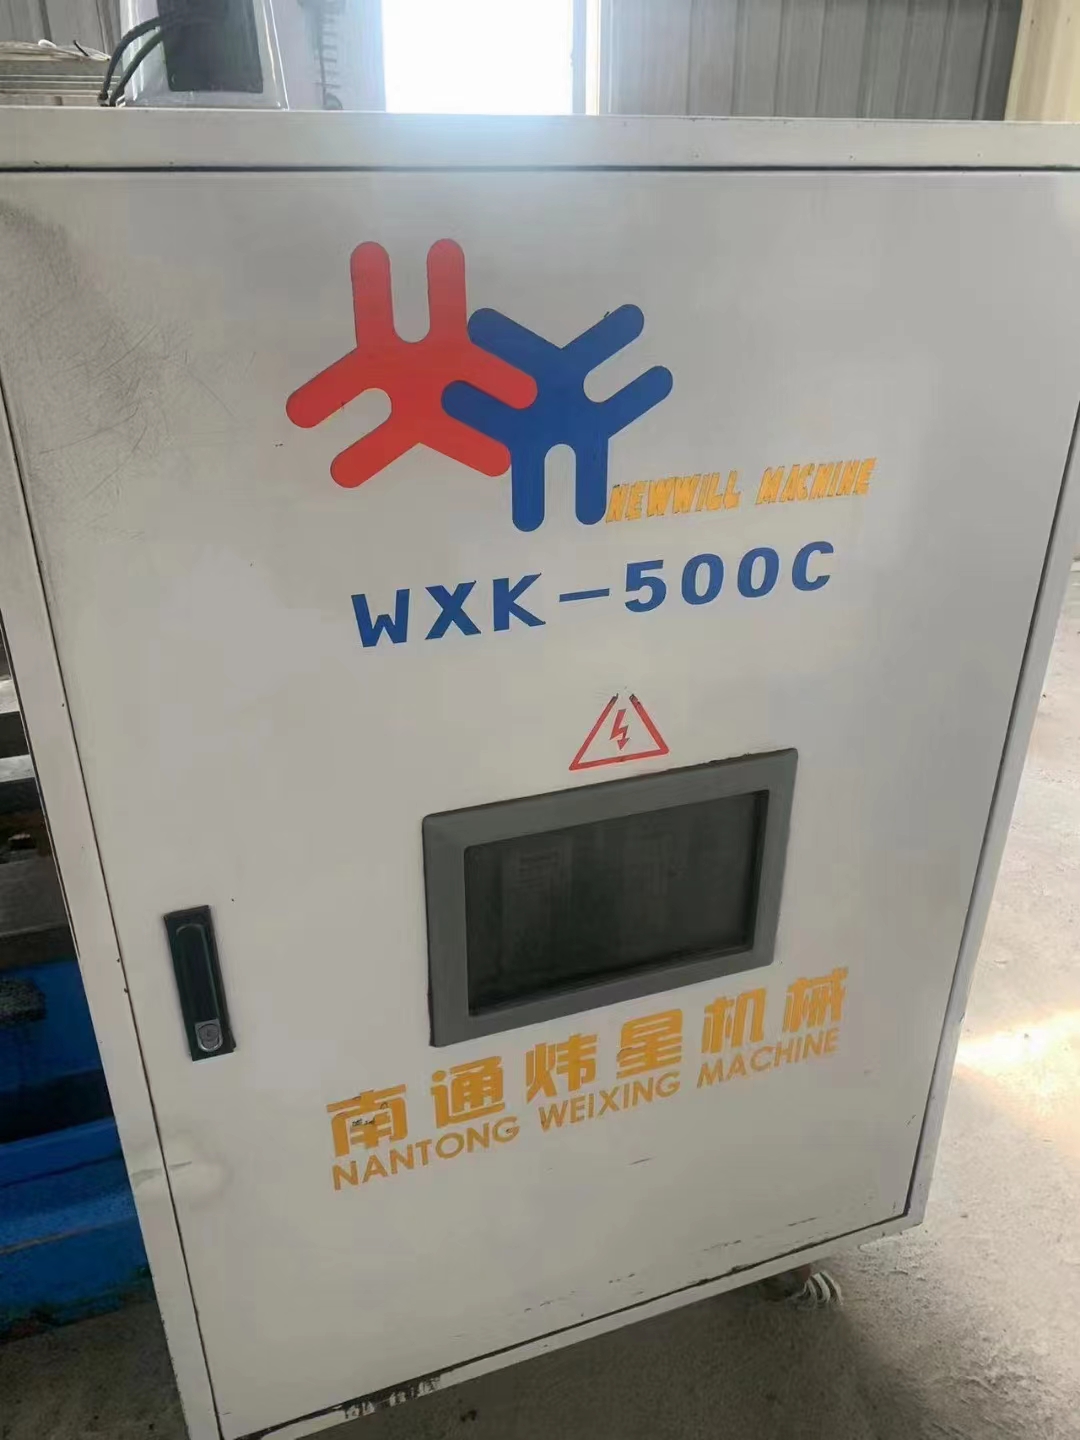 NEWWILL MACHINE
WXK-500C
南通炜星机械
NANTONG WEIXING MACHINE